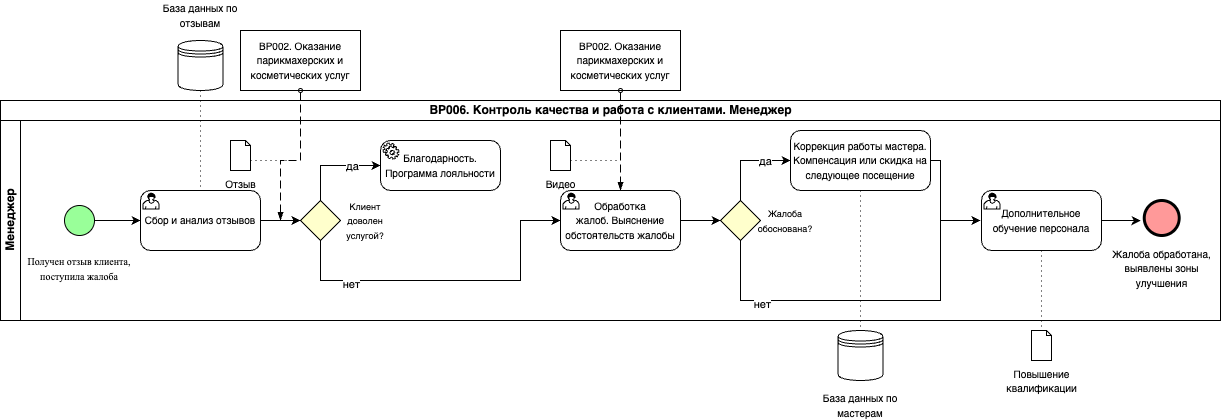 База данных по
отзывам
BP002. Оказание
парикмахерских и
косметических услуг
BP002. Оказание
парикмахерских и
косметических услуг
BP006. Контроль качества и работа с клиентами. Менеджер
Менеджер
Получен отзыв клиента,
поступила жалоба
Сбор и анализ отзывов
Отзыв
Клиент
доволен
услугой?
да
нет
Благодарность.
Программа лояльности
Видео
Обработка
жалоб. Выяснение
обстоятельств жалобы
Жалоба
обоснована?
да
нет
Коррекция работы мастера.
Компенсация или скидка на
следующее посещение
Дополнительное
обучение персонала
Жалоба обработана,
выявлены зоны
улучшения
База данных по
мастерам
Повышение
квалификации